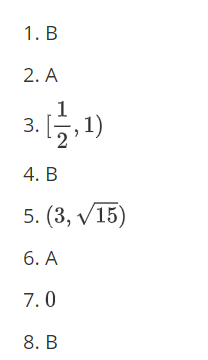 1. B
2. A
3. [1/2, 1)
4. B
5. (3, √15)
6. A
7. 0
8. B